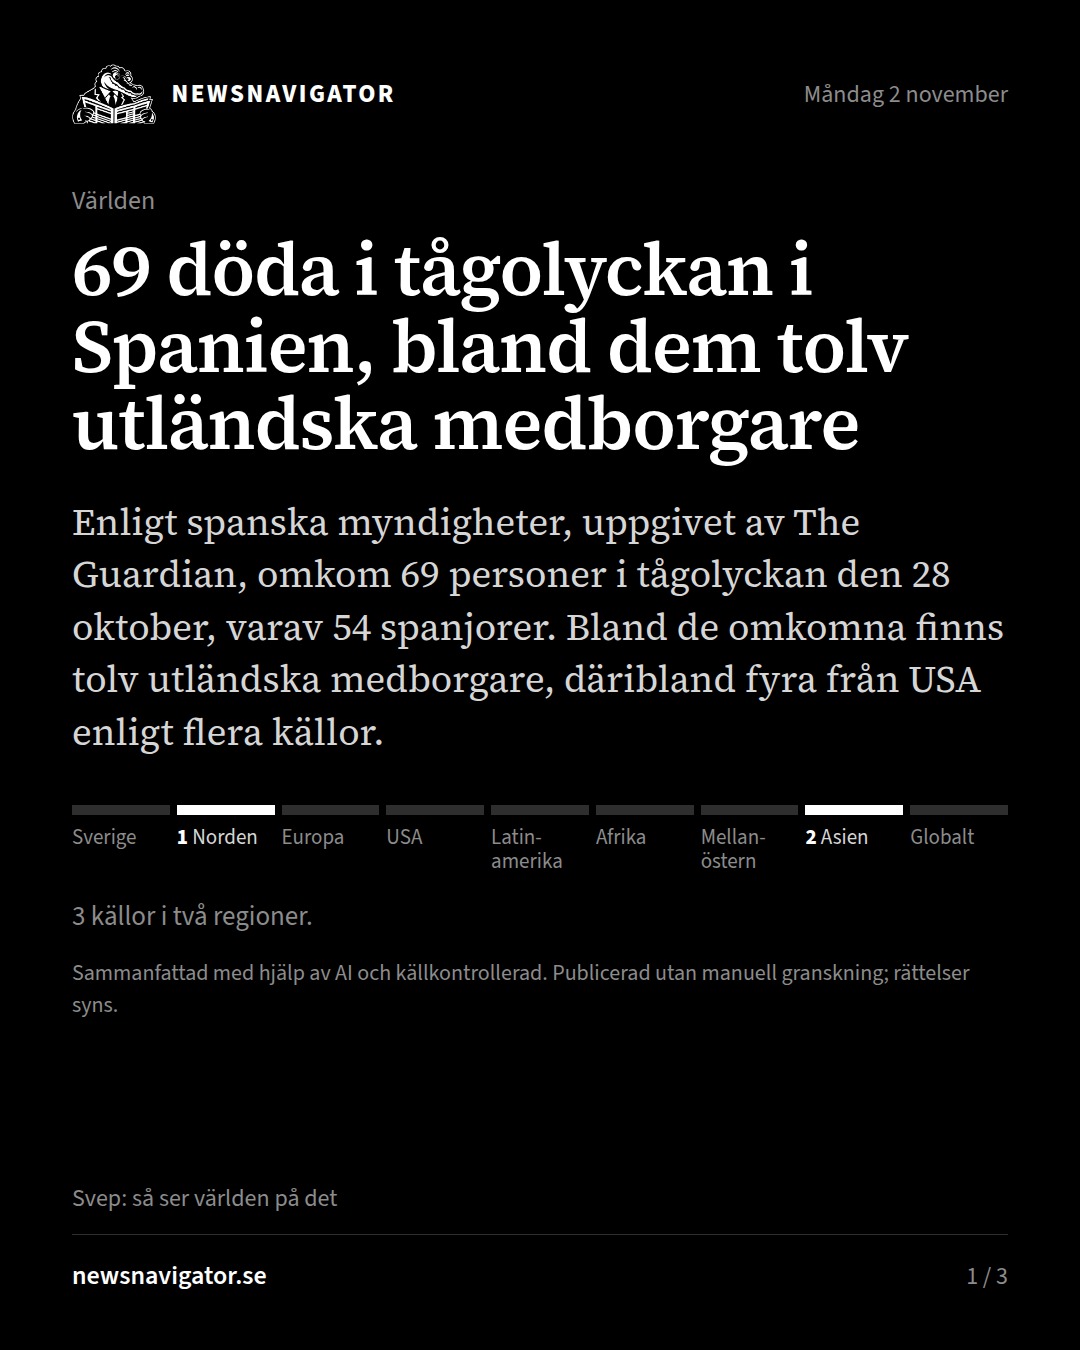 NEWSNAVIGATOR
Måndag 2 november
Världen
69 döda i tågolyckan i
Spanien, bland dem tolv
utländska medborgare
Enligt spanska myndigheter, uppgivet av The
Guardian, omkom 69 personer i tågolyckan den 28
oktober, varav 54 spanjorer. Bland de omkomna finns
tolv utländska medborgare, däribland fyra från USA
enligt flera källor.
Sverige
1 Norden
Europa
USA
Latin-
amerika
Afrika
Mellan-
östern
2 Asien
Globalt
3 källor i två regioner.
Sammanfattad med hjälp av AI och källkontrollerad. Publicerad utan manuell granskning; rättelser
syns.
Svep: så ser världen på det
newsnavigator.se
1 / 3